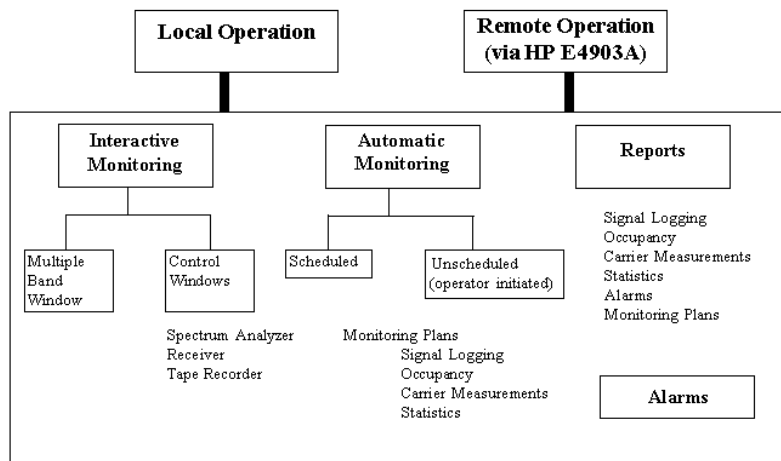 Local Operation
Remote Operation
(via HP E4903A)
Interactive
Monitoring
Automatic
Monitoring
Reports
Multiple
Band
Window
Control
Windows
Scheduled
Unscheduled
(operator initiated)
Signal Logging
Occupancy
Carrier Measurements
Statistics
Alarms
Monitoring Plans
Spectrum Analyzer
Receiver
Tape Recorder
Monitoring Plans
Signal Logging
Occupancy
Carrier Measurements
Statistics
Alarms